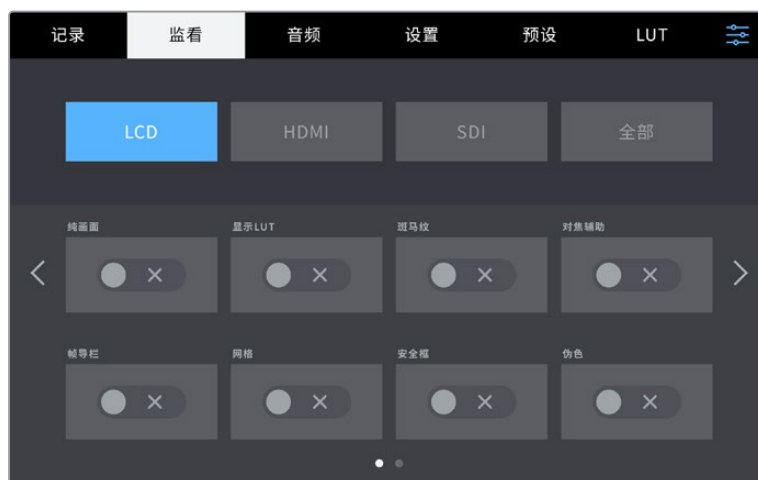 记录 监看 音频 设置 预设 LUT
LCD HDMI SDI 全部
纯画面 显示LUT 斑马纹 对焦辅助
帧导栏 网格 安全框 伪色